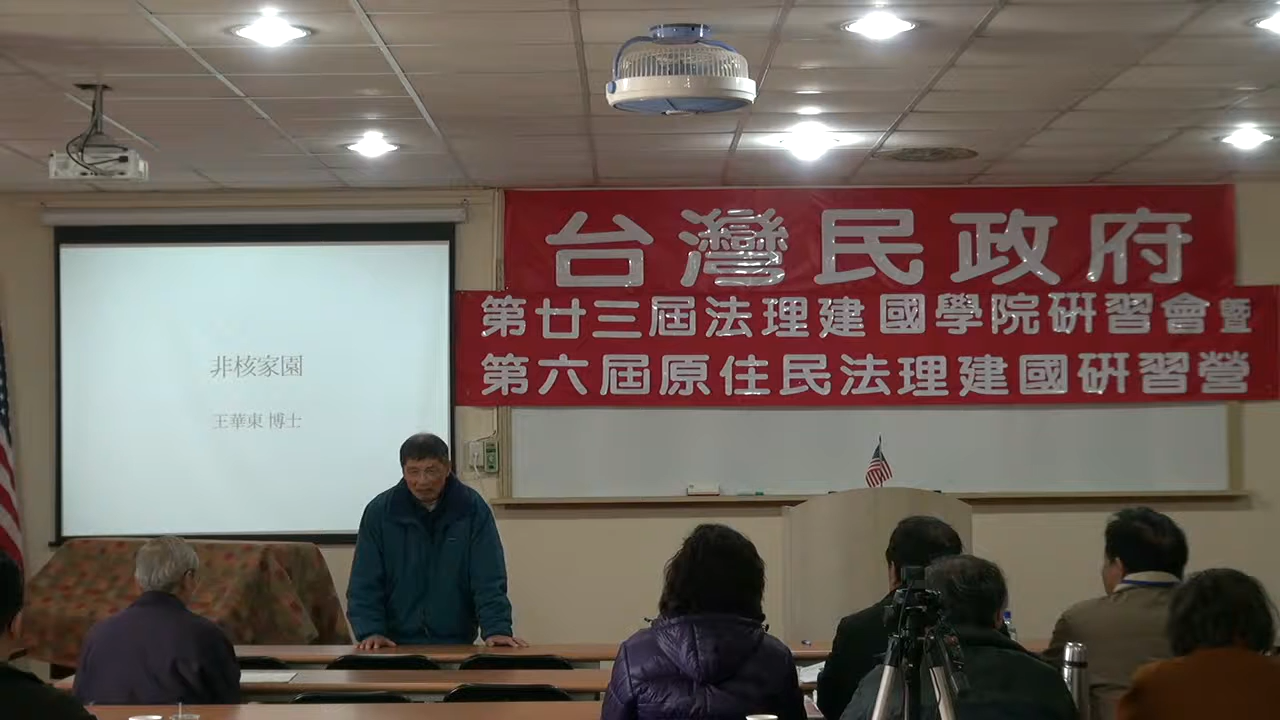 非核家園
王華東 博士
台灣民政府
第廿三屆法理建國學院研習會暨
第六屆原住民法理建國研習營